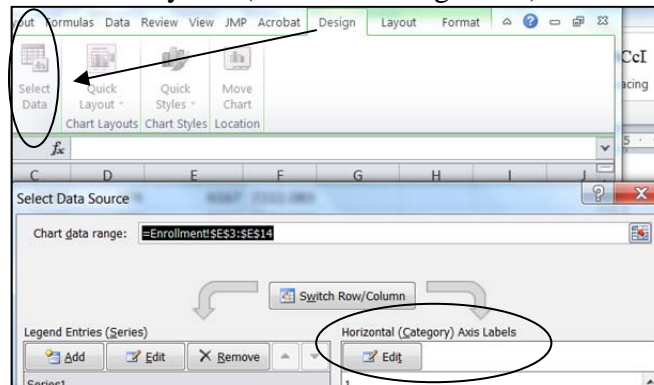 Formulas Data Review View JMP Acrobat Design Layout Format
Select Data
Quick Layout
Quick Styles
Move Chart
Chart Layouts Chart Styles Location
fx
C D E F G H I J
Select Data Source
Chart data range: =Enrollment!$E$3:$E$14
Switch Row/Column
Legend Entries (Series) Horizontal (Category) Axis Labels
Add Edit Remove Edit
Series1 1